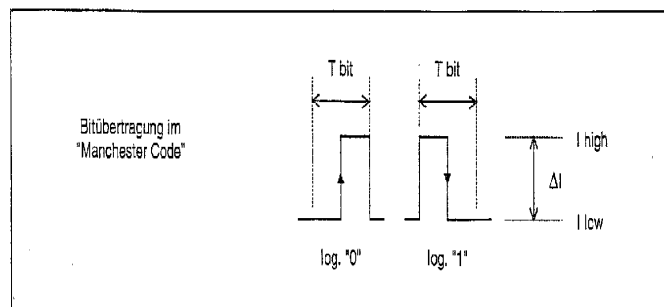 T bit
T bit
Bitübertragung im
"Manchester Code"
I high
ΔI
I low
log. "0"
log. "1"